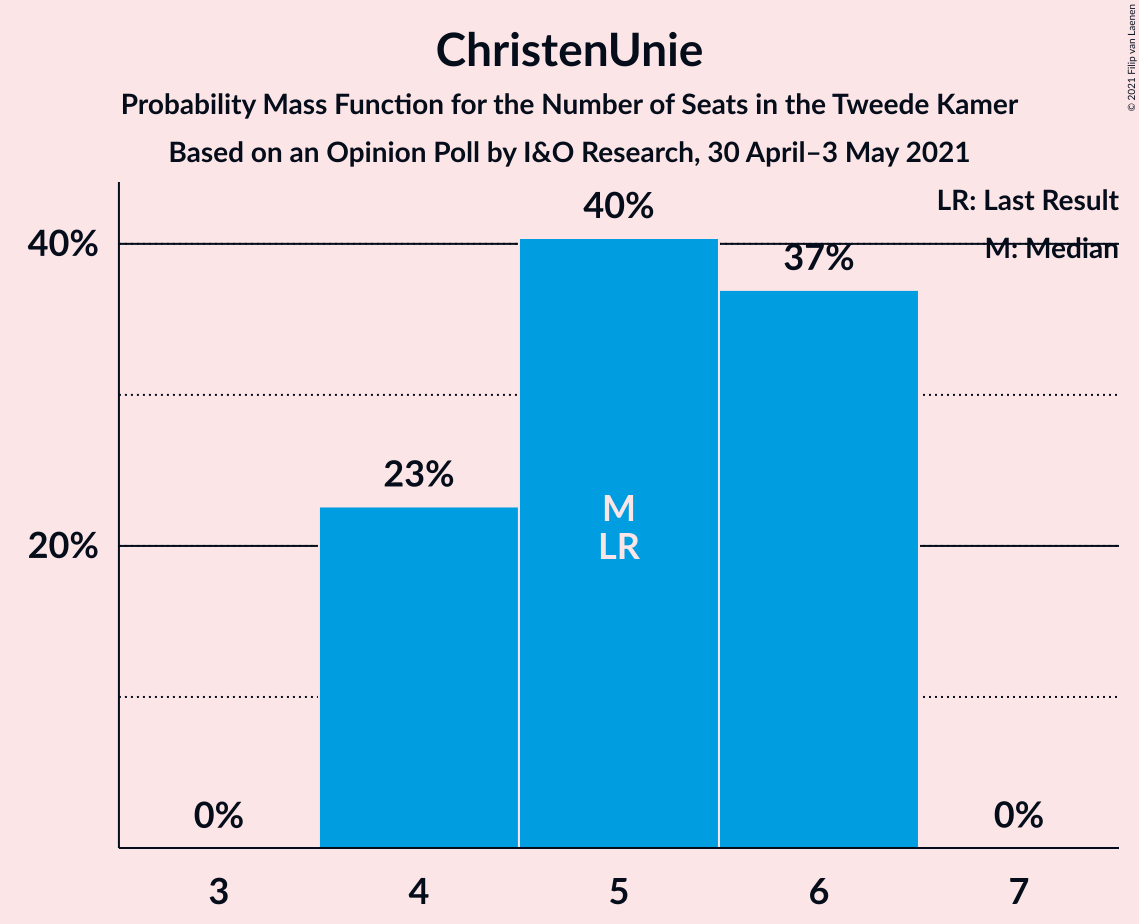 ChristenUnie
Probability Mass Function for the Number of Seats in the Tweede Kamer
Based on an Opinion Poll by I&O Research, 30 April–3 May 2021
© 2021 Filip van Laenen
LR: Last Result
M: Median
40%
20%
0%
23%
40%
37%
0%
M
LR
3
4
5
6
7